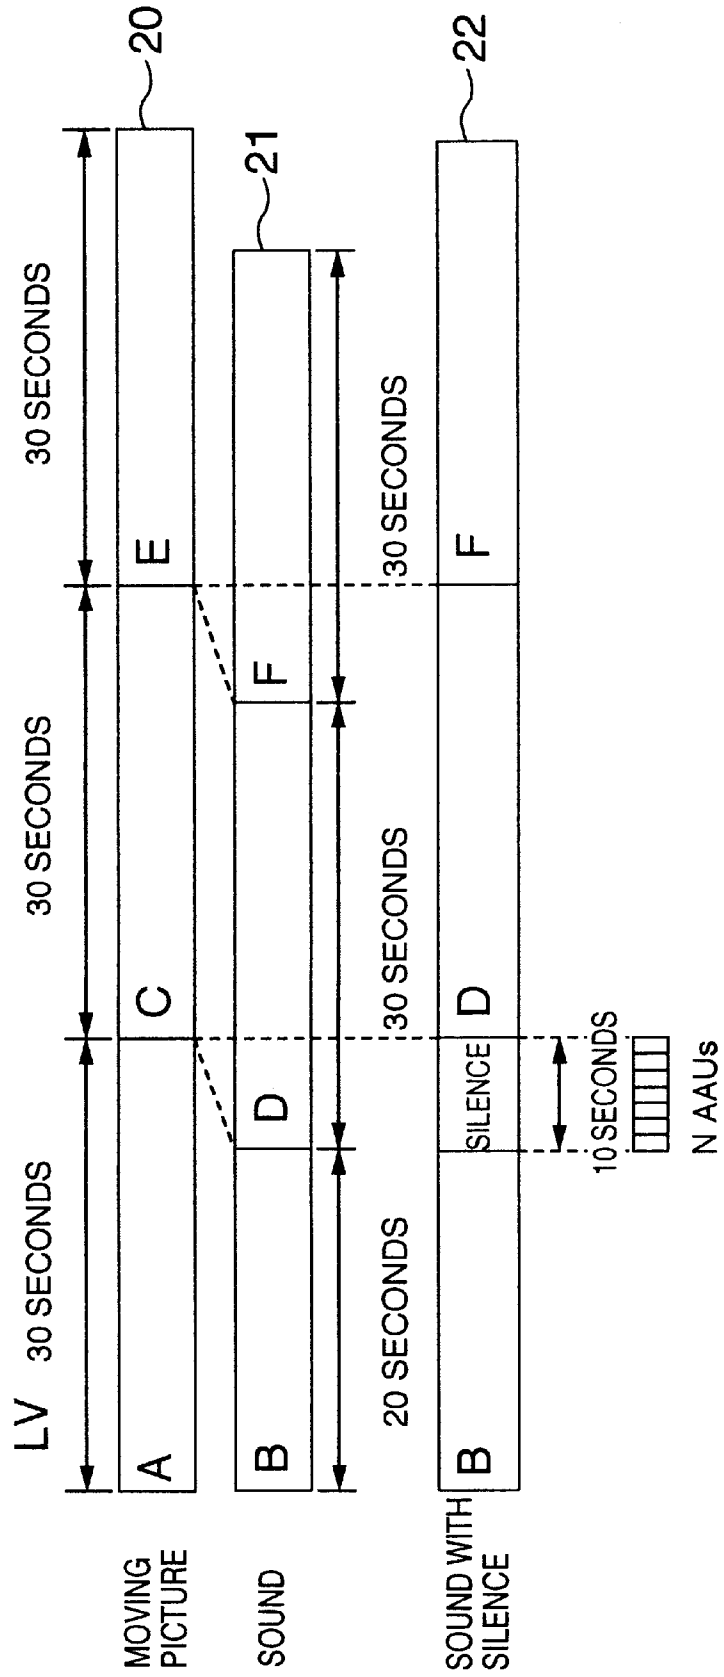 LV
30 SECONDS
30 SECONDS
30 SECONDS
MOVING
PICTURE
A
C
E
20
SOUND
B
D
F
21
20 SECONDS
30 SECONDS
30 SECONDS
SOUND WITH
SILENCE
B
SILENCE
D
F
22
10 SECONDS
N AAUs